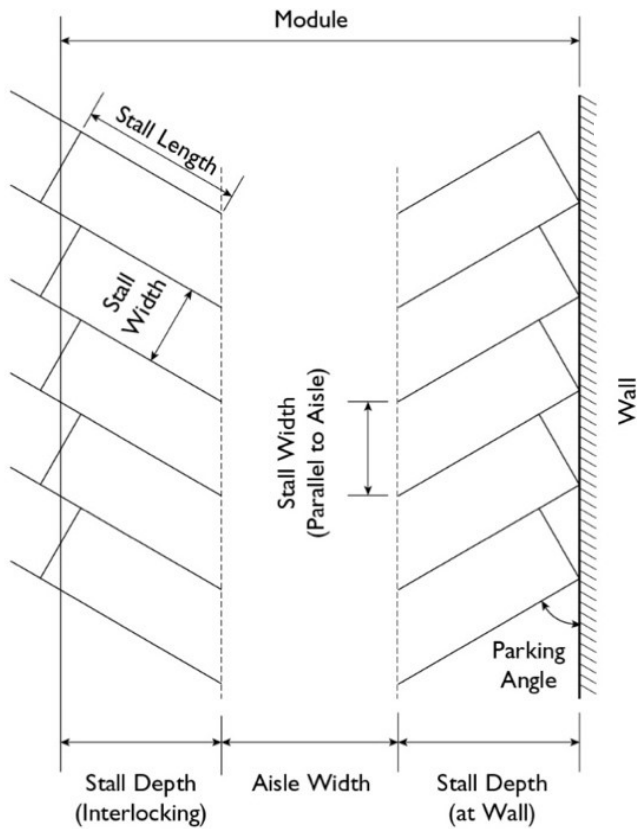 Module
Stall Length
Stall
Width
Stall Width
(Parallel to Aisle)
Wall
Parking
Angle
Stall Depth
(Interlocking)
Aisle Width
Stall Depth
(at Wall)